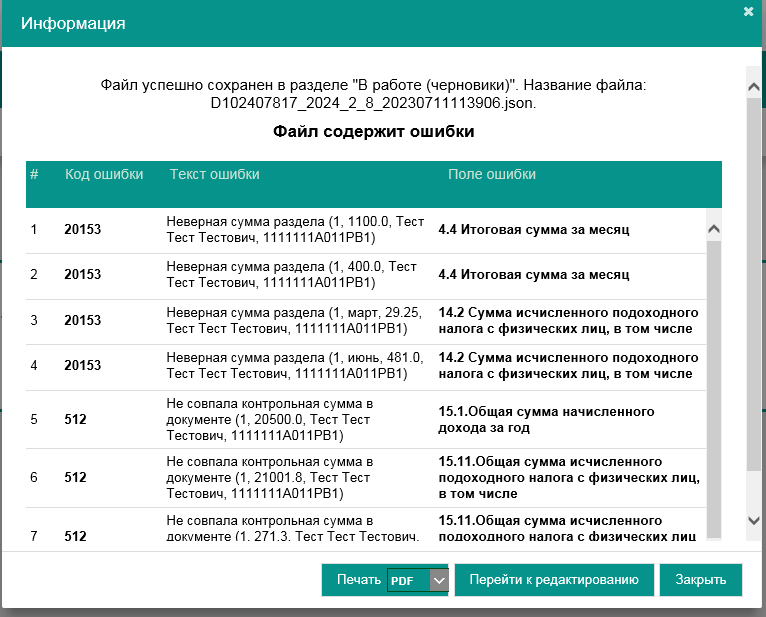 Информация
Файл успешно сохранен в разделе "В работе (черновики)". Название файла:
D102407817_2024_2_8_20230711113906.json.
Файл содержит ошибки
# Код ошибки Текст ошибки Поле ошибки
1 20153 Неверная сумма раздела (1, 1100.0, Тест
Тест Тестович, 1111111А011РВ1) 4.4 Итоговая сумма за месяц
2 20153 Неверная сумма раздела (1, 400.0, Тест
Тест Тестович, 1111111А011РВ1) 4.4 Итоговая сумма за месяц
3 20153 Неверная сумма раздела (1, март, 29.25, 14.2 Сумма исчисленного подоходного
Тест Тест Тестович, 1111111А011РВ1) налога с физических лиц, в том числе
4 20153 Неверная сумма раздела (1, июнь, 481.0, 14.2 Сумма исчисленного подоходного
Тест Тест Тестович, 1111111А011РВ1) налога с физических лиц, в том числе
5 512 Не совпала контрольная сумма в 15.1.Общая сумма начисленного
документе (1, 20500.0, Тест Тест дохода за год
Тестович, 1111111А011РВ1)
6 512 Не совпала контрольная сумма в 15.11.Общая сумма исчисленного
документе (1, 21001.8, Тест Тест подоходного налога с физических лиц,
Тестович, 1111111А011РВ1) в том числе
7 512 Не совпала контрольная сумма в 15.11.Общая сумма исчисленного
документе (1, 271.3, Тест Тест Тестович, подоходного налога с физических лиц
Печать PDF Перейти к редактированию Закрыть